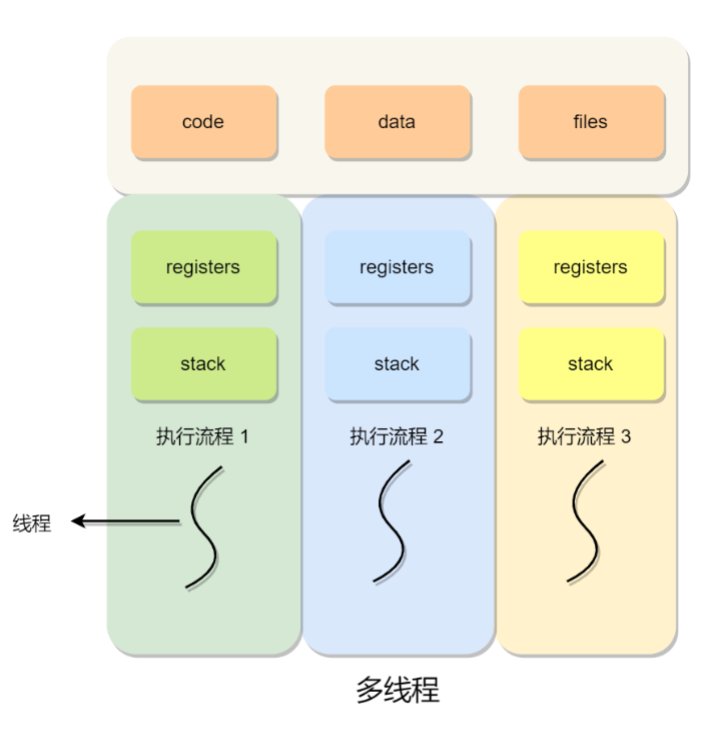 code
data
files
registers
registers
registers
stack
stack
stack
执行流程 1
执行流程 2
执行流程 3
线程
多线程